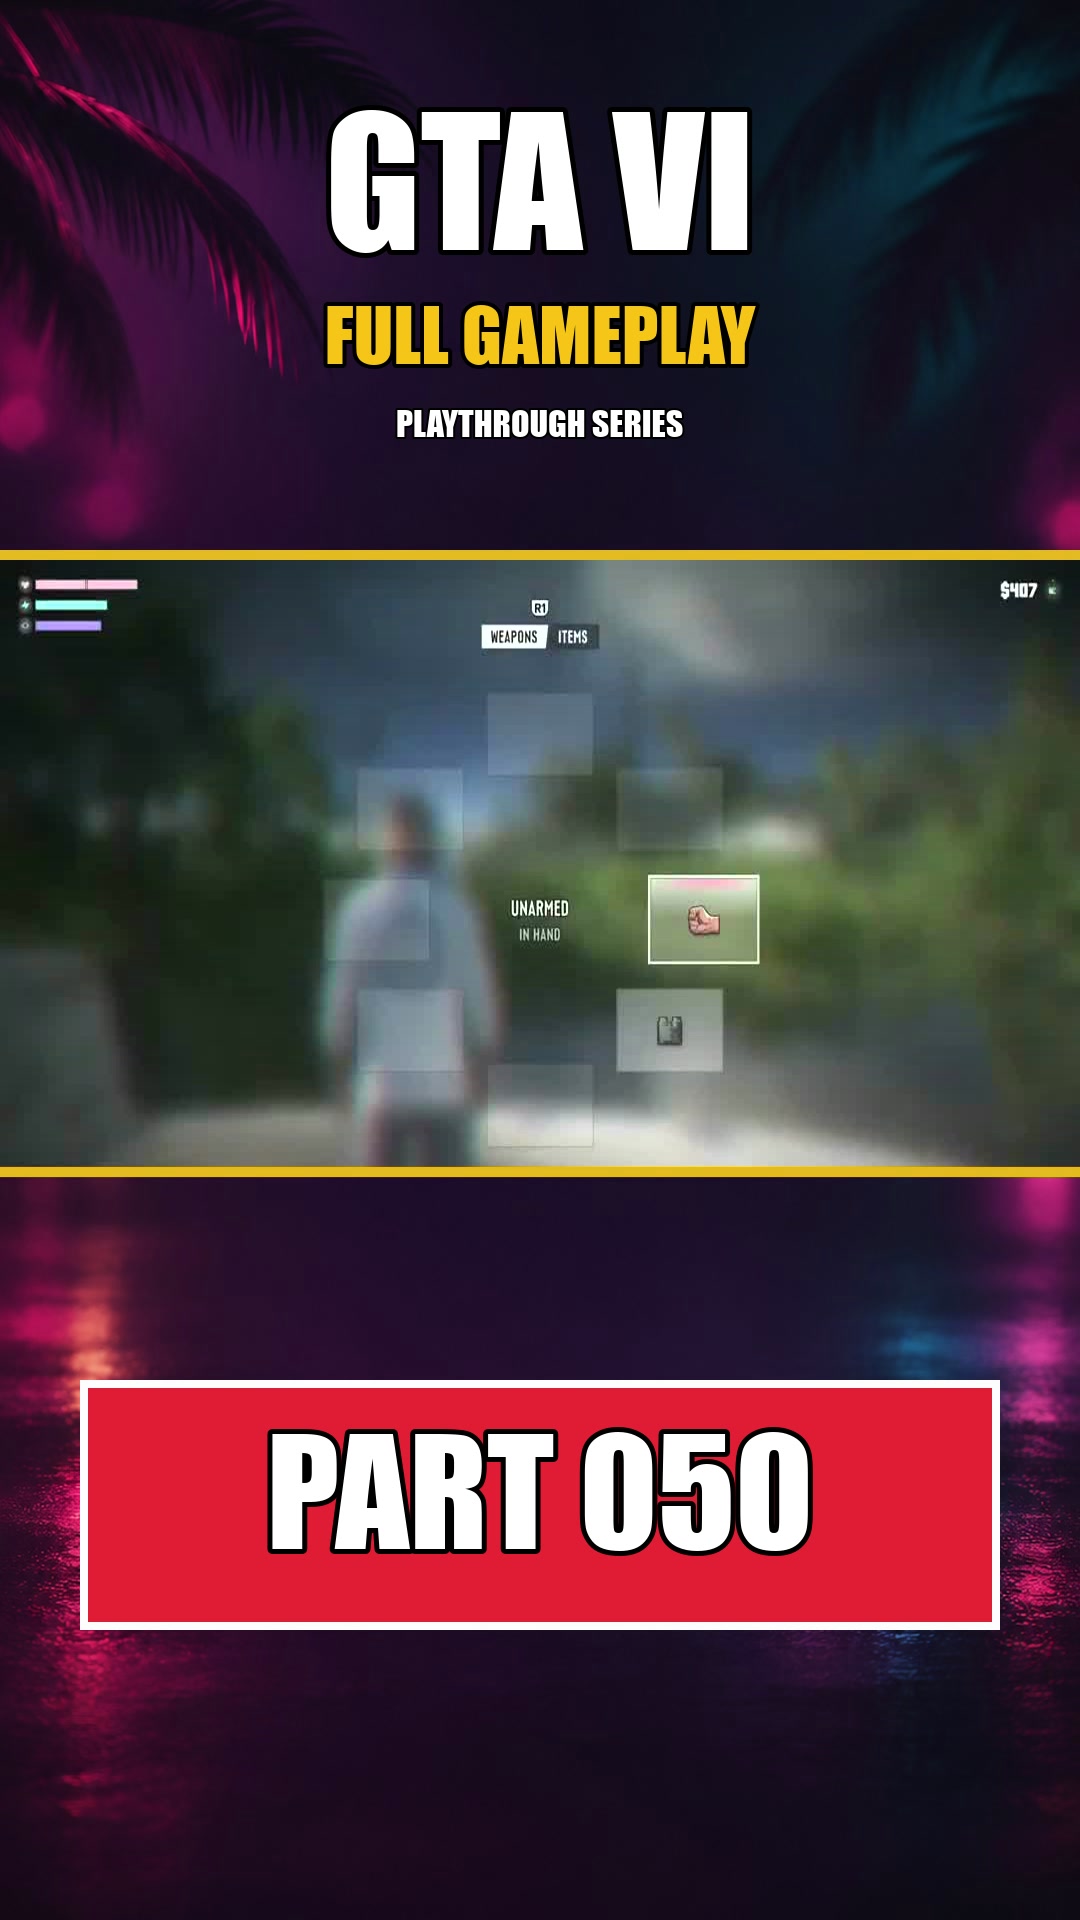 GTA VI
FULL GAMEPLAY
PLAYTHROUGH SERIES
$407
R1
WEAPONS ITEMS
UNARMED
IN HAND
PART 050